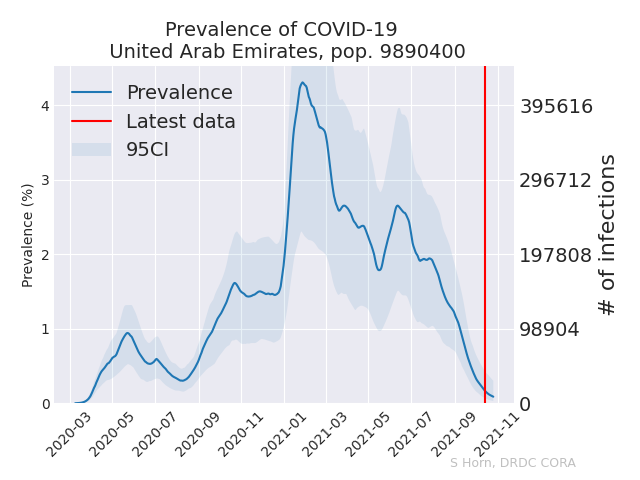 Prevalence of COVID-19
United Arab Emirates, pop. 9890400
Prevalence
Latest data
95CI
Prevalence (%)
4
3
2
1
0
395616
296712
197808
98904
0
# of infections
2020-03
2020-05
2020-07
2020-09
2020-11
2021-01
2021-03
2021-05
2021-07
2021-09
2021-11
S Horn, DRDC CORA